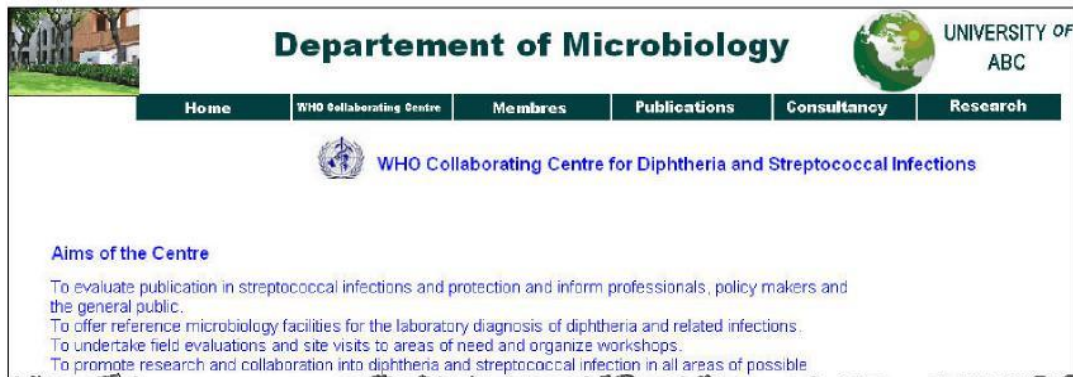 Departement of Microbiology
UNIVERSITY OF
ABC
Home WHO Collaborating Centre Membres Publications Consultancy Research
WHO Collaborating Centre for Diphtheria and Streptococcal Infections
Aims of the Centre
To evaluate publication in streptococcal infections and protection and inform professionals, policy makers and
the general public.
To offer reference microbiology facilities for the laboratory diagnosis of diphtheria and related infections.
To undertake field evaluations and site visits to areas of need and organize workshops.
To promote research and collaboration into diphtheria and streptococcal infection in all areas of possible